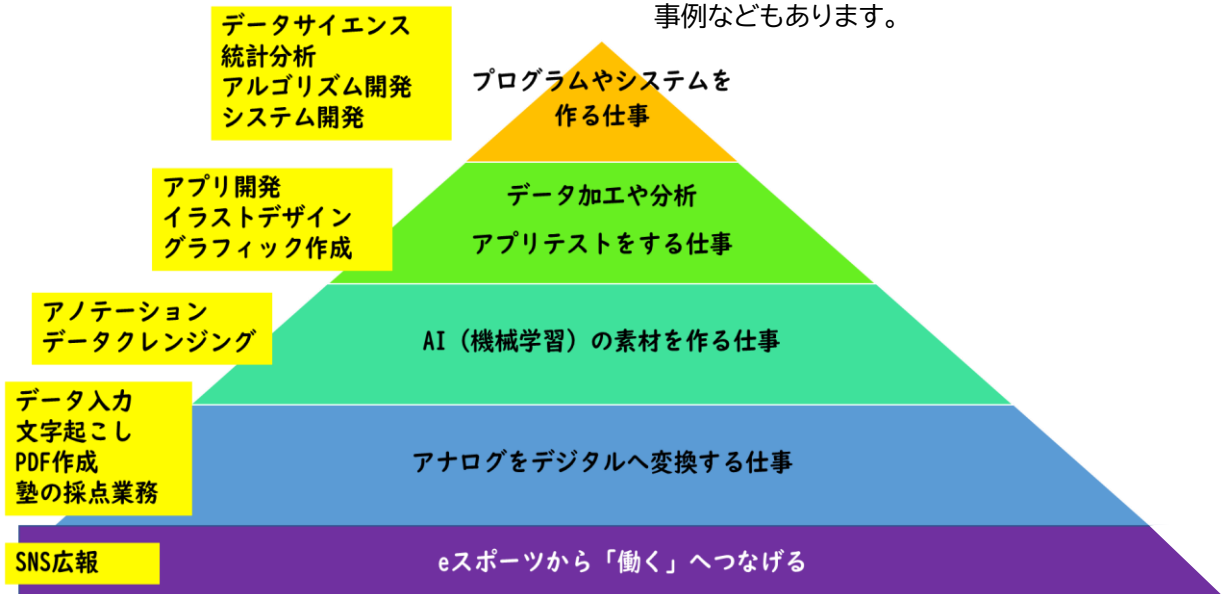 事例などもあります。
データサイエンス
統計分析
アルゴリズム開発
システム開発
プログラムやシステムを
作る仕事
アプリ開発
イラストデザイン
グラフィック作成
データ加工や分析
アプリテストをする仕事
アノテーション
データクレンジング
AI（機械学習）の素材を作る仕事
データ入力
文字起こし
PDF作成
塾の採点業務
アナログをデジタルへ変換する仕事
SNS広報
eスポーツから「働く」へつなげる